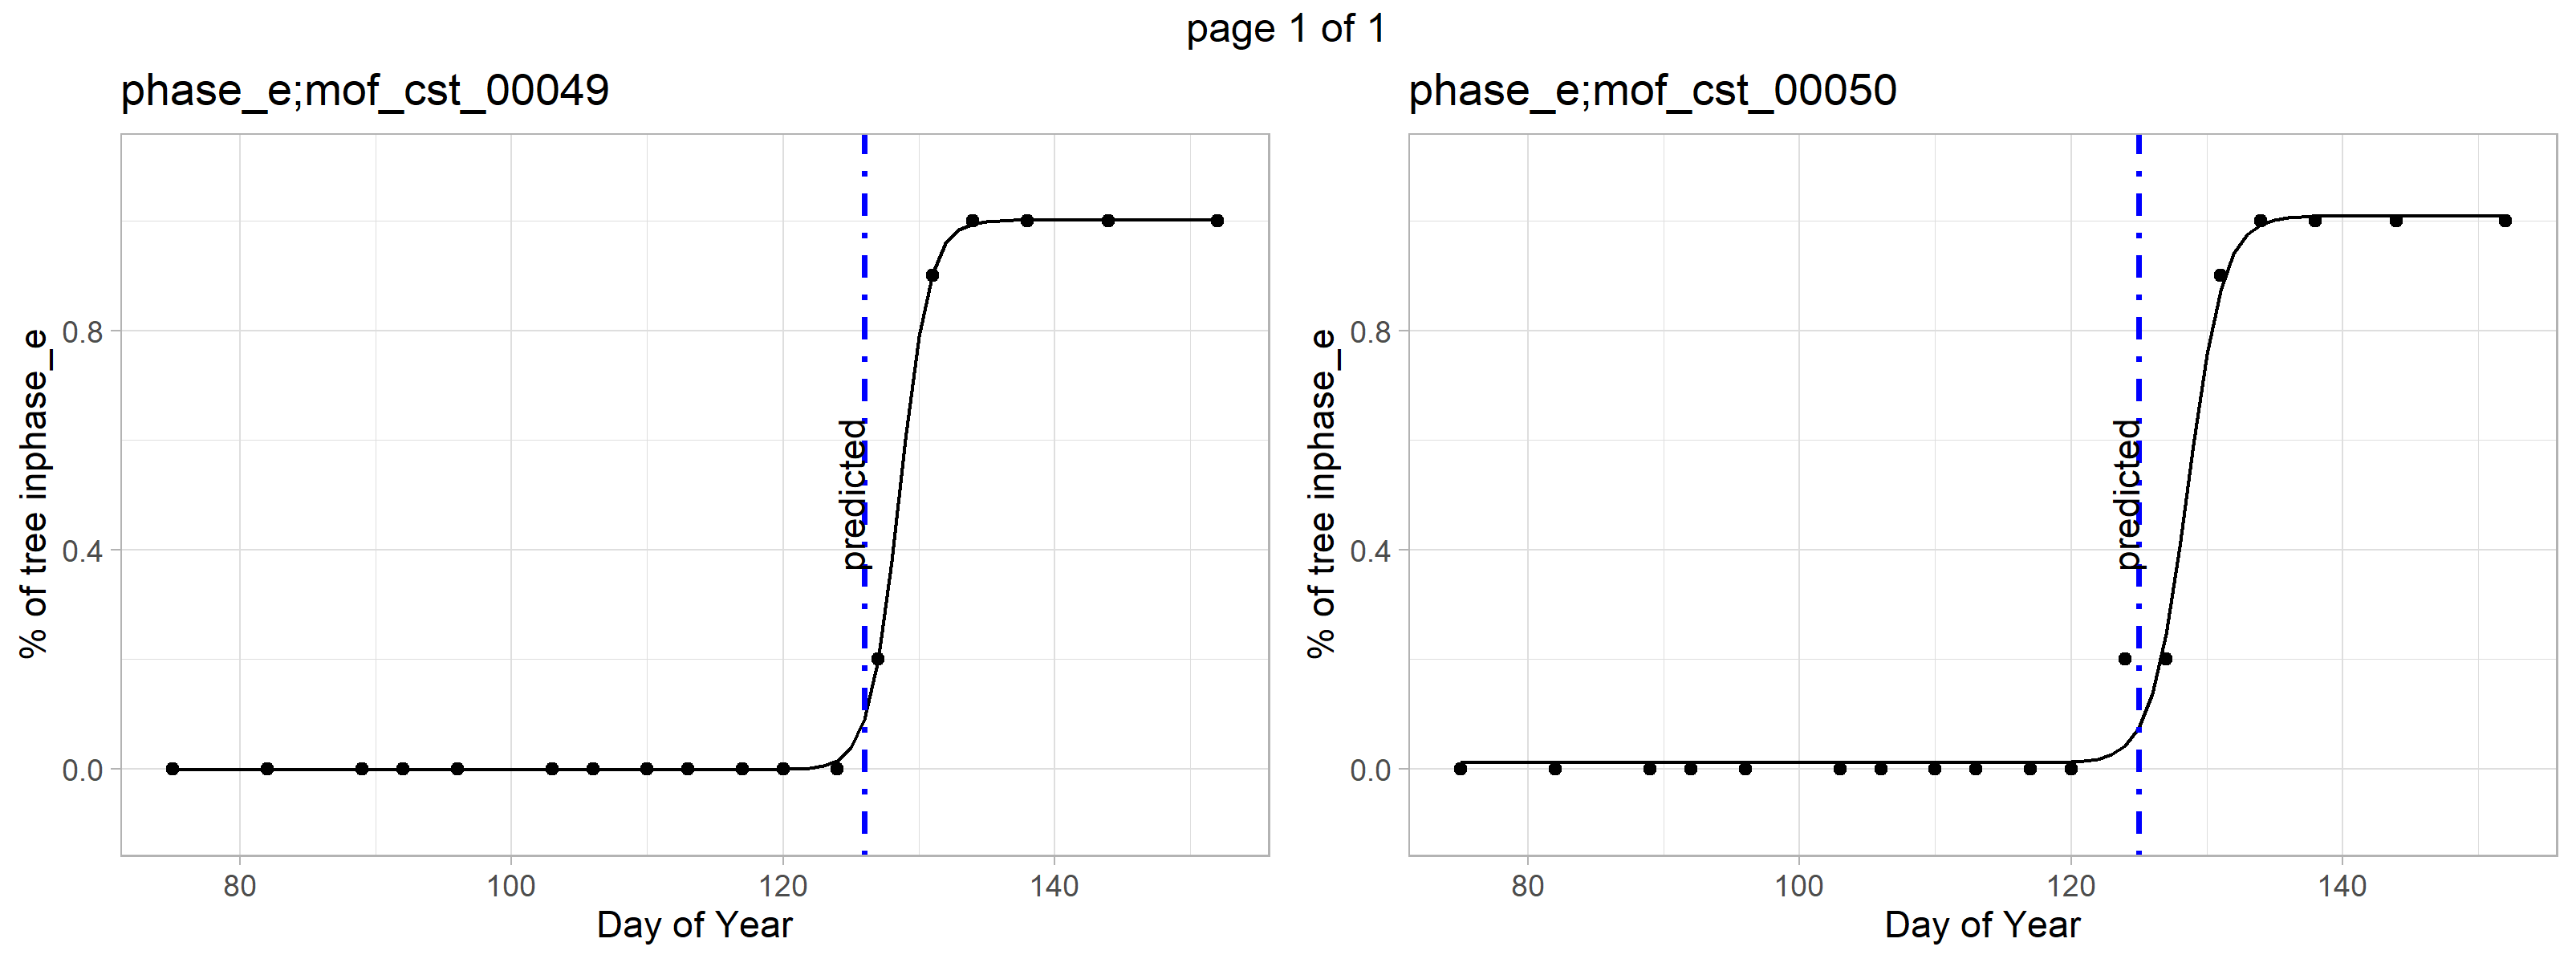 page 1 of 1
phase_e;mof_cst_00049
% of tree inphase_e
0.8
0.4
0.0
predicted
80 100 120 140
Day of Year
phase_e;mof_cst_00050
% of tree inphase_e
0.8
0.4
0.0
predicted
80 100 120 140
Day of Year